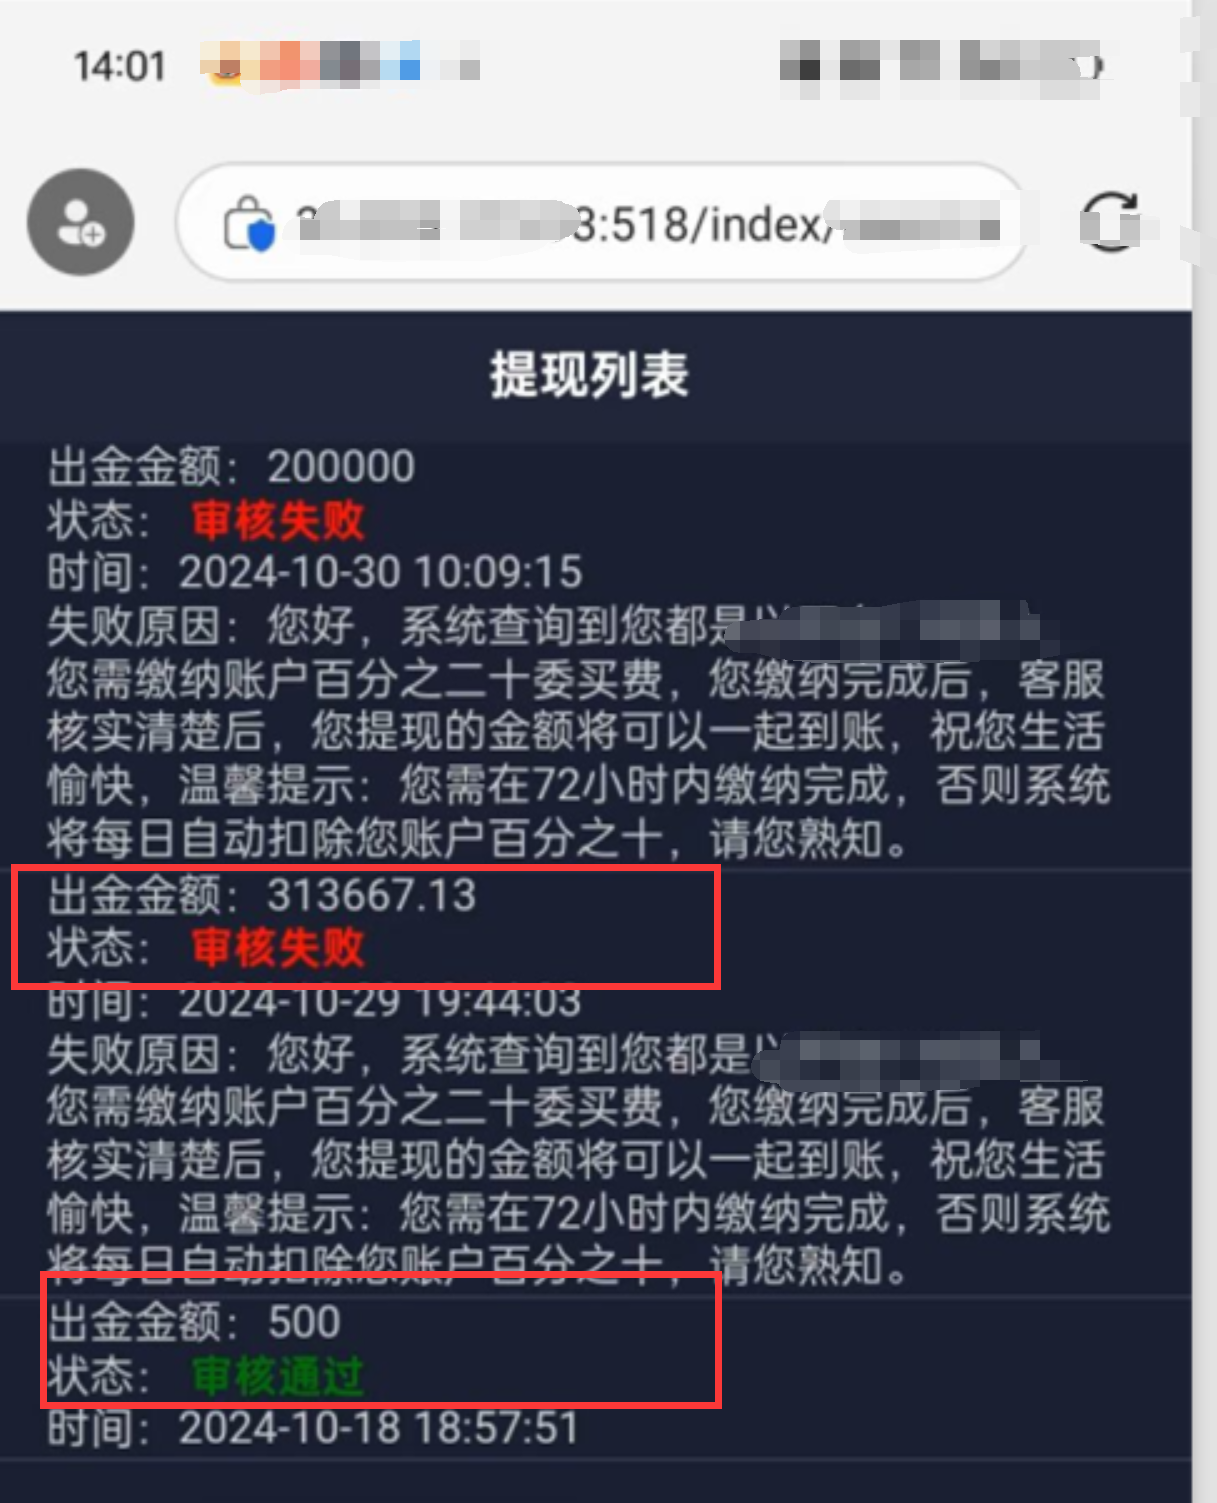 14:01
3:518/index/
提现列表
出金金额：200000
状态：审核失败
时间：2024-10-30 10:09:15
失败原因：您好，系统查询到您都是
您需缴纳账户百分之二十委买费，您缴纳完成后，客服
核实清楚后，您提现的金额将可以一起到账，祝您生活
愉快，温馨提示：您需在72小时内缴纳完成，否则系统
将每日自动扣除您账户百分之十，请您熟知。
出金金额：313667.13
状态：审核失败
时间：2024-10-29 19:44:03
失败原因：您好，系统查询到您都是
您需缴纳账户百分之二十委买费，您缴纳完成后，客服
核实清楚后，您提现的金额将可以一起到账，祝您生活
愉快，温馨提示：您需在72小时内缴纳完成，否则系统
将每日自动扣除您账户百分之十，请您熟知。
出金金额：500
状态：审核通过
时间：2024-10-18 18:57:51